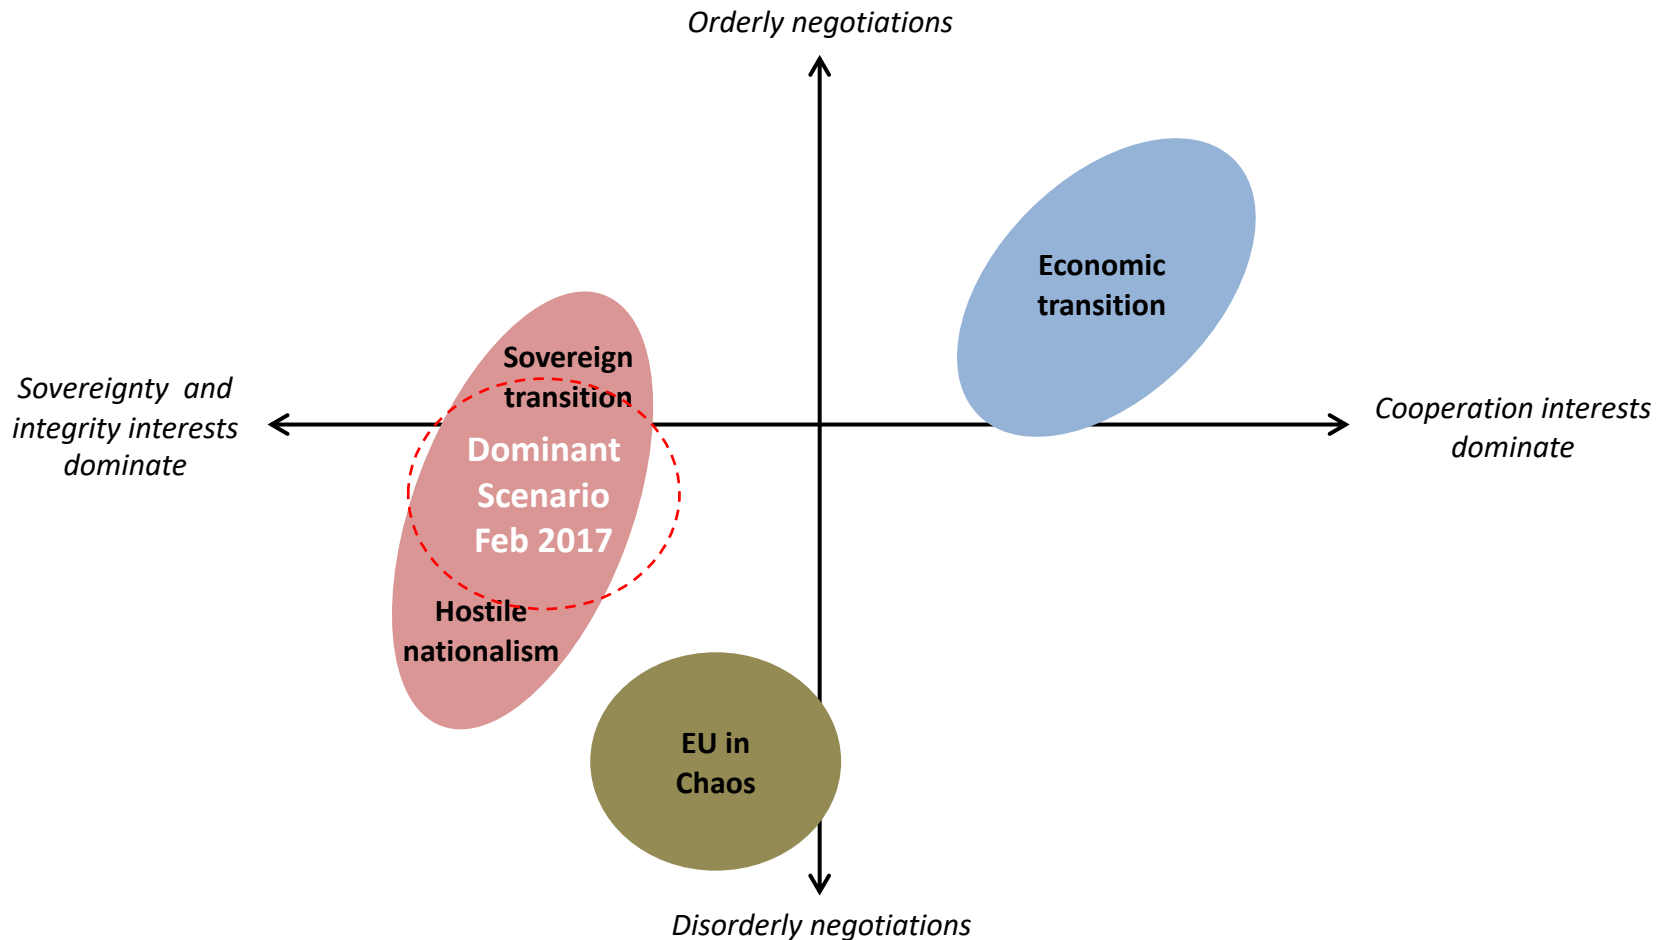 Orderly negotiations
Economic
transition
Sovereign
transition
Sovereignty  and
integrity interests
dominate
Cooperation interests
dominate
Dominant
Scenario
Feb 2017
Hostile
nationalism
EU in
Chaos
Disorderly negotiations